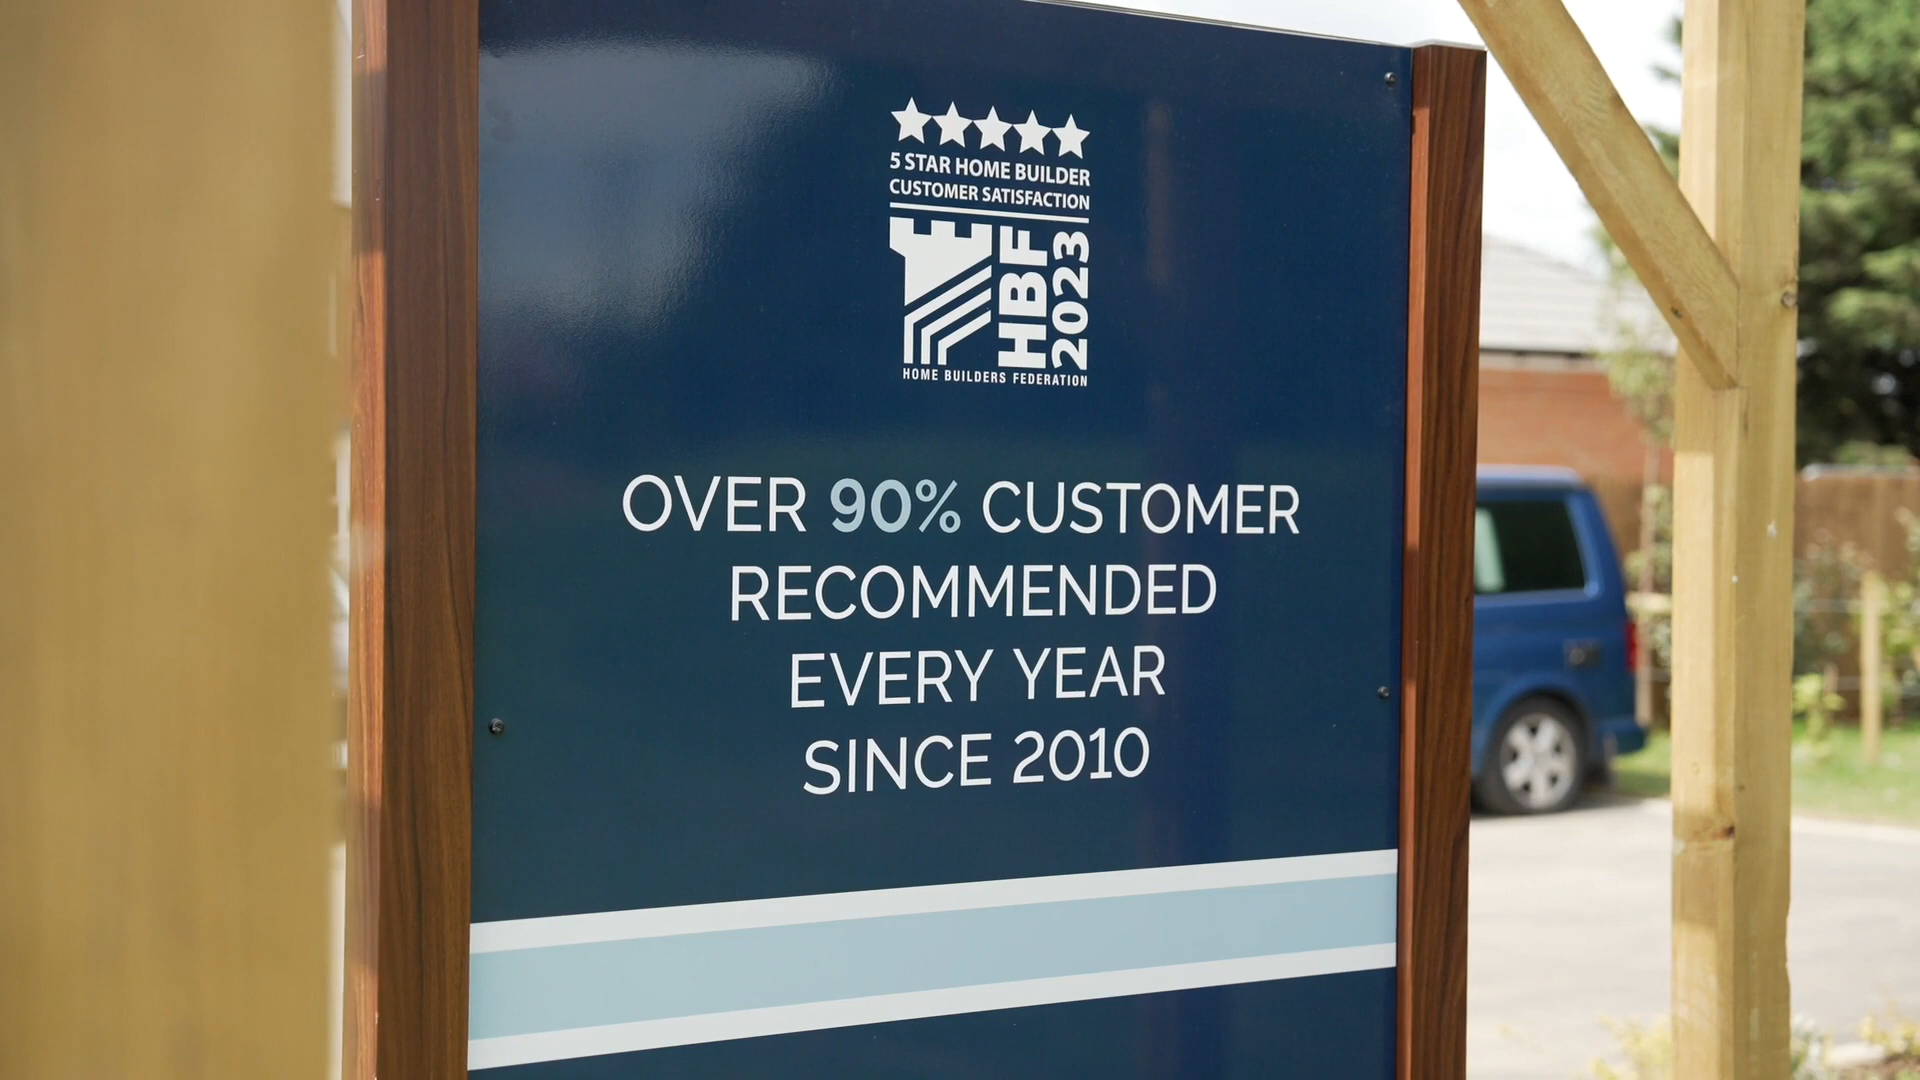 5 STAR HOME BUILDER
CUSTOMER SATISFACTION
HBF
2023
HOME BUILDERS FEDERATION
OVER 90% CUSTOMER
RECOMMENDED
EVERY YEAR
SINCE 2010